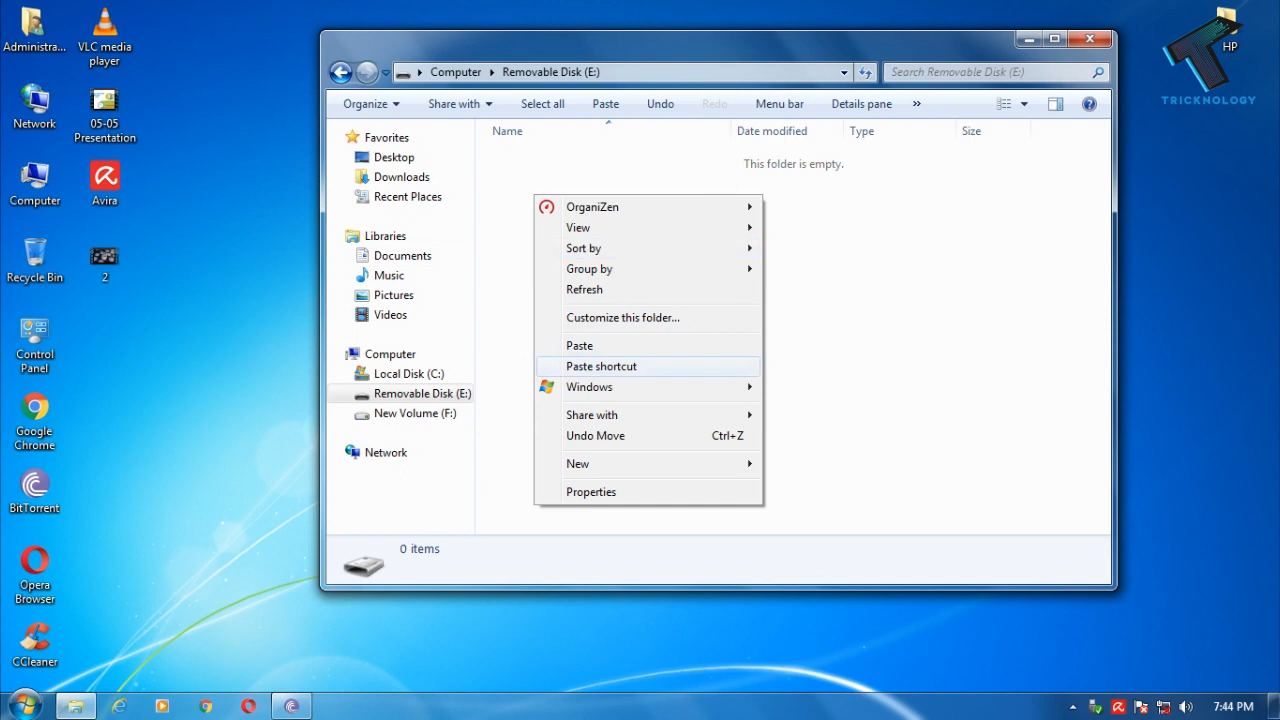 Administra...
VLC media
player
Network
05-05
Presentation
Computer
Avira
Recycle Bin
2
Control
Panel
Google
Chrome
BitTorrent
Opera
Browser
CCleaner
HP
TRICKNOLOGY
Computer
Removable Disk (E:)
Search Removable Disk (E:)
Organize
Share with
Select all
Paste
Undo
Redo
Menu bar
Details pane
»
Favorites
Desktop
Downloads
Recent Places
Libraries
Documents
Music
Pictures
Videos
Computer
Local Disk (C:)
Removable Disk (E:)
New Volume (F:)
Network
Name
Date modified
Type
Size
This folder is empty.
OrganiZen
View
Sort by
Group by
Refresh
Customize this folder...
Paste
Paste shortcut
Windows
Share with
Undo Move Ctrl+Z
New
Properties
0 items
7:44 PM